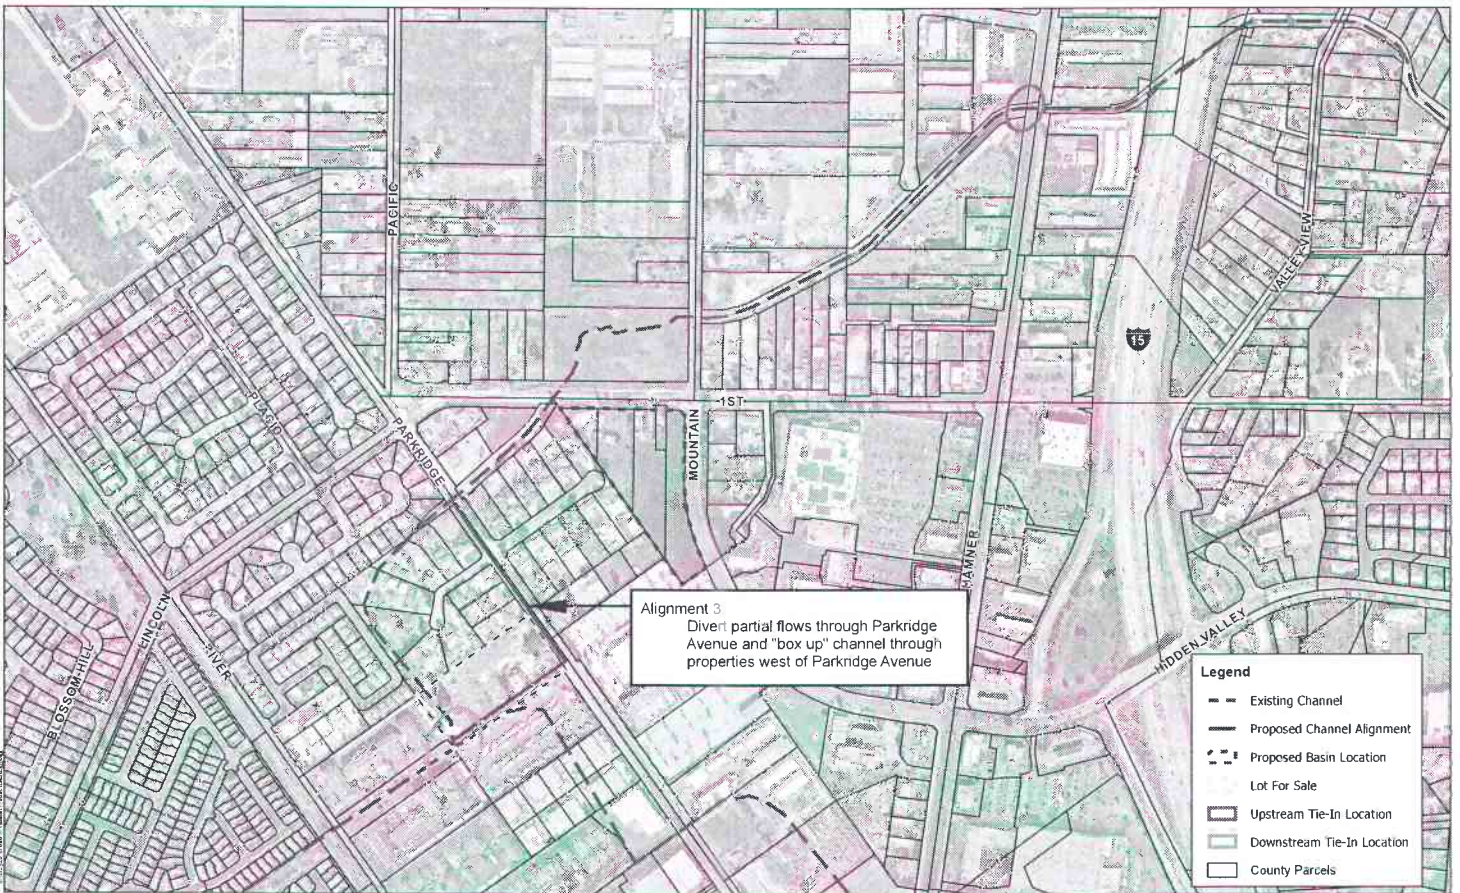 PACIFIC
VALLEY VIEW
15
1ST
PLACID
PARKRIDGE
MOUNTAIN
HAMNER
LINCOLN
RIVER
BLOSSOM HILL
HIDDEN VALLEY
Alignment 3
Divert partial flows through Parkridge
Avenue and "box up" channel through
properties west of Parkridge Avenue
Legend
Existing Channel
Proposed Channel Alignment
Proposed Basin Location
Lot For Sale
Upstream Tie-In Location
Downstream Tie-In Location
County Parcels